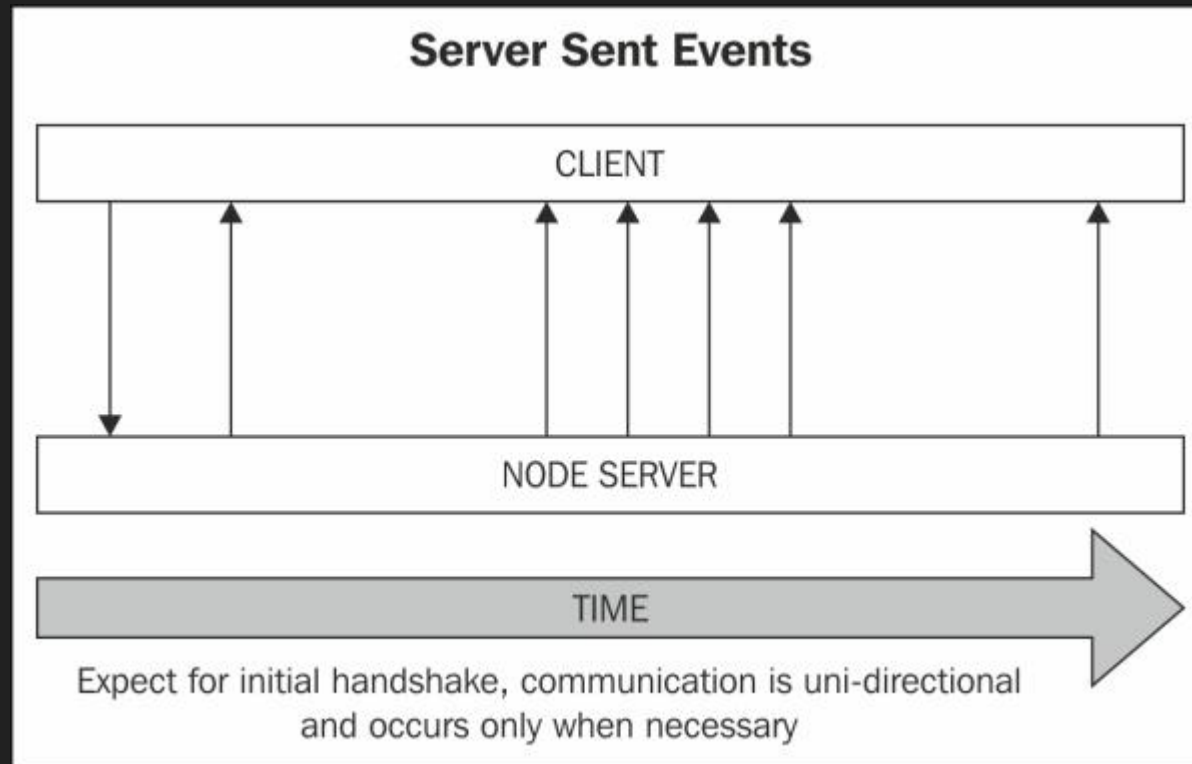 Server Sent Events
CLIENT
NODE SERVER
TIME
Expect for initial handshake, communication is uni-directional
and occurs only when necessary